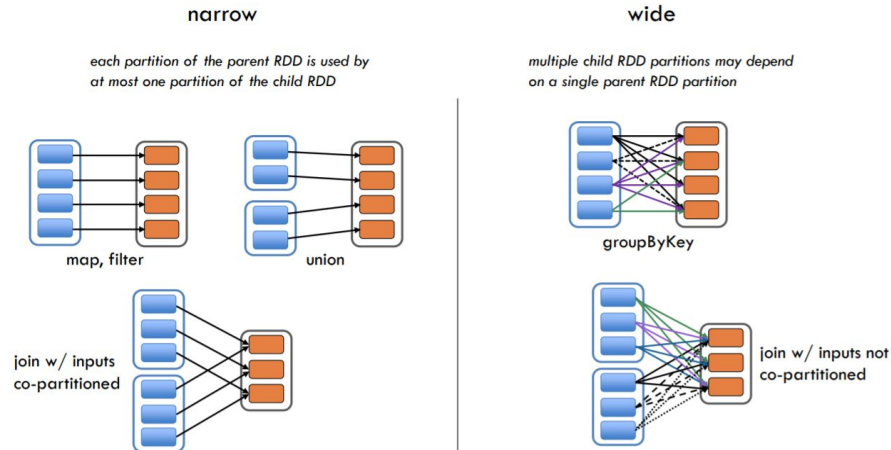 narrow
each partition of the parent RDD is used by
at most one partition of the child RDD
map, filter
union
join w/ inputs
co-partitioned
wide
multiple child RDD partitions may depend
on a single parent RDD partition
groupByKey
join w/ inputs not
co-partitioned